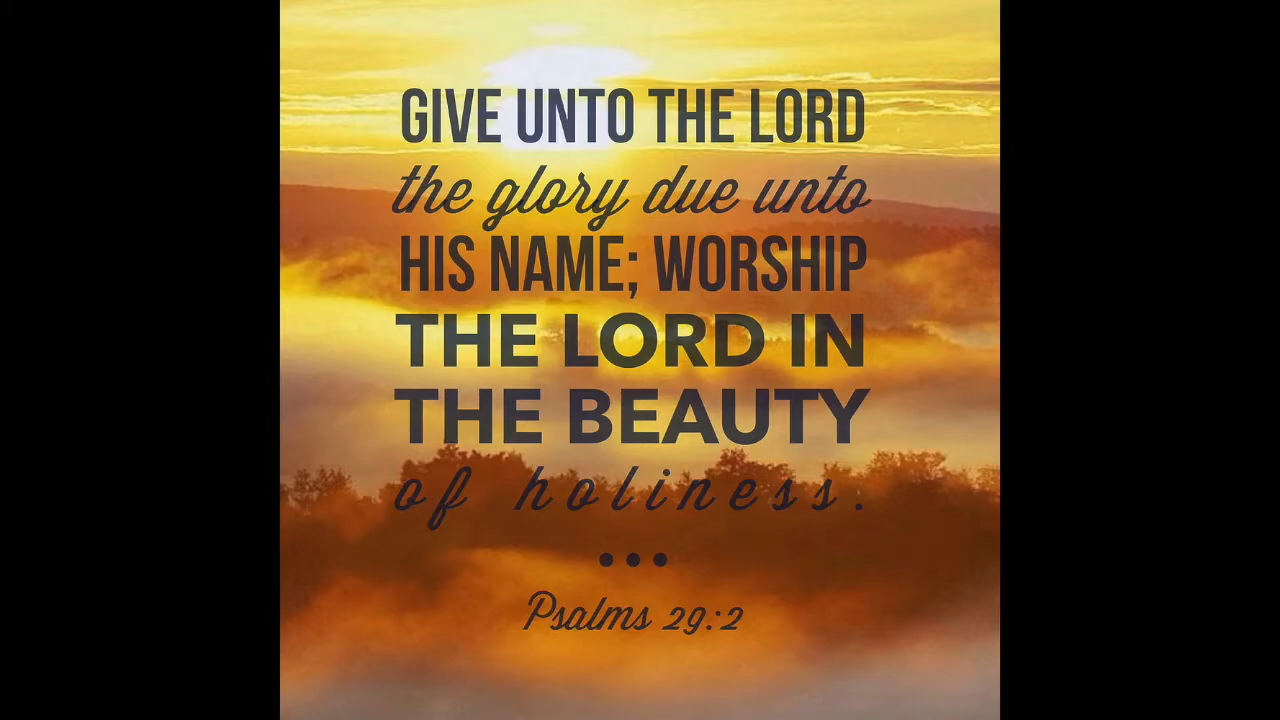 GIVE UNTO THE LORD
the glory due unto
HIS NAME; WORSHIP
THE LORD IN
THE BEAUTY
of holiness.
•••
Psalms 29:2